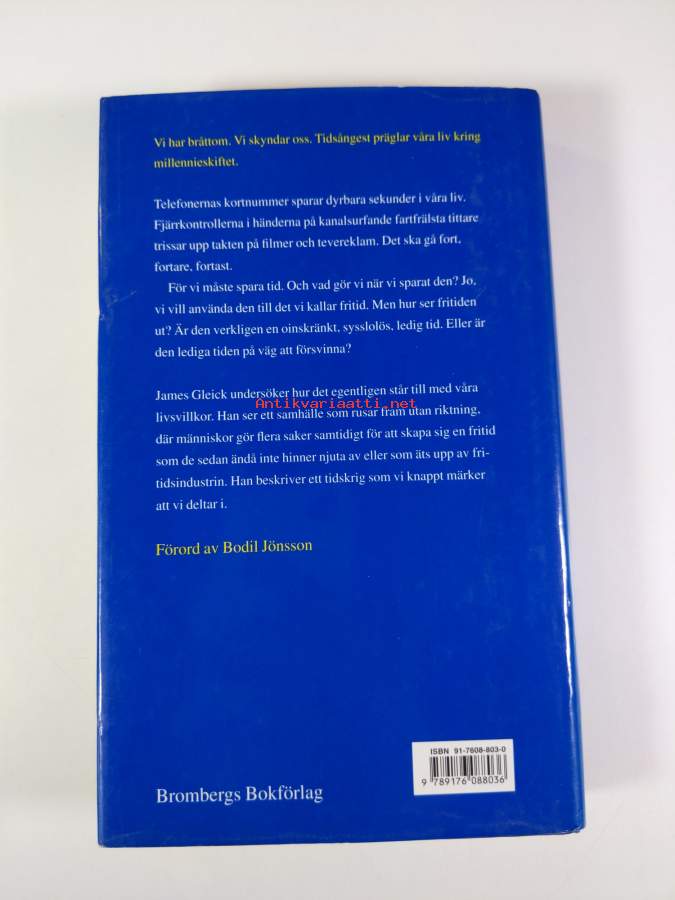 Vi har bråttom. Vi skyndar oss. Tidsångest präglar våra liv kring
millennieskiftet.
Telefonernas kortnummer sparar dyrbara sekunder i våra liv.
Fjärrkontrollerna i händerna på kanalsurfande fartfrälsta tittare
trissar upp takten på filmer och tevereklam. Det ska gå fort,
fortare, fortast.
För vi måste spara tid. Och vad gör vi när vi sparat den? Jo,
vi vill använda den till det vi kallar fritid. Men hur ser fritiden
ut? Är den verkligen en oinskränkt, sysslolös, ledig tid. Eller är
den lediga tiden på väg att försvinna?
James Gleick undersöker hur det egentligen står till med våra
Antikvariaatti.net
livsvillkor. Han ser ett samhälle som rusar fram utan riktning,
där människor gör flera saker samtidigt för att skapa sig en fritid
som de sedan ändå inte hinner njuta av eller som äts upp av fri-
tidsindustrin. Han beskriver ett tidskrig som vi knappt märker
att vi deltar i.
Förord av Bodil Jönsson
ISBN 91-7608-803-0
9 789176 088036
Brombergs Bokförlag